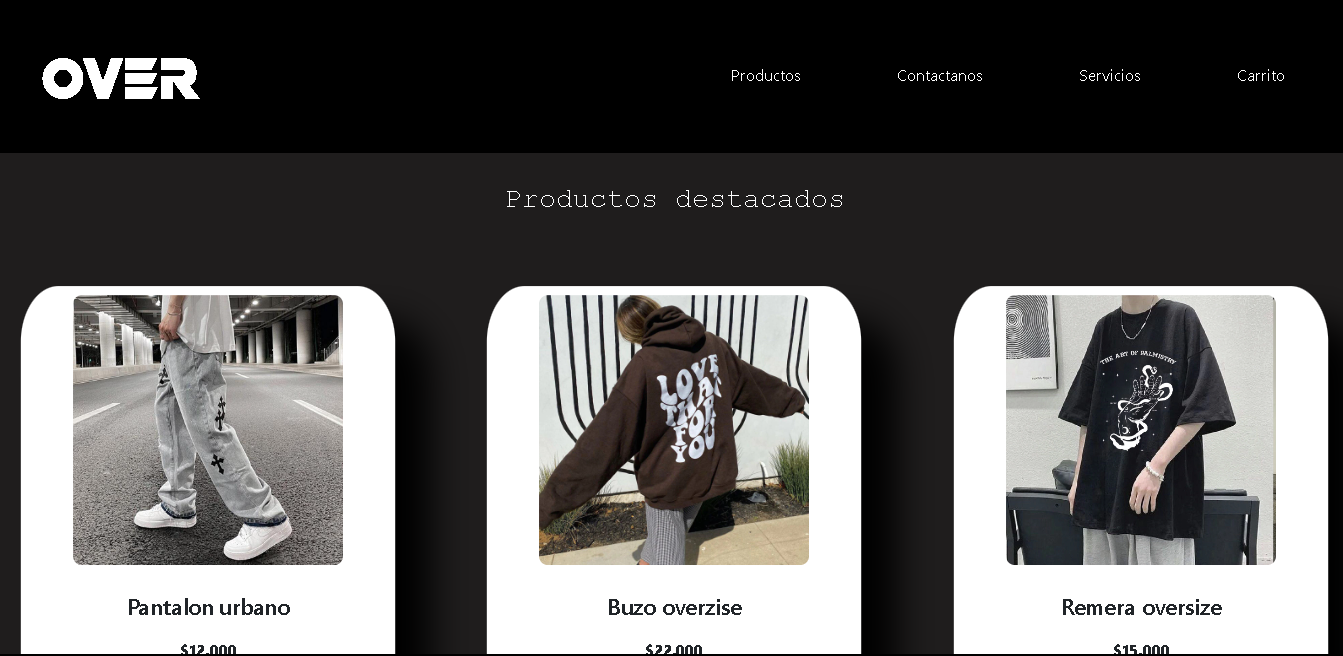 OVER
Productos
Contactanos
Servicios
Carrito
Productos destacados
LOVE
THAT
FOR
YOU
THE ART OF PALMISTRY
Pantalon urbano
Buzo overzise
Remera oversize
$12.000
$22.000
$15.000